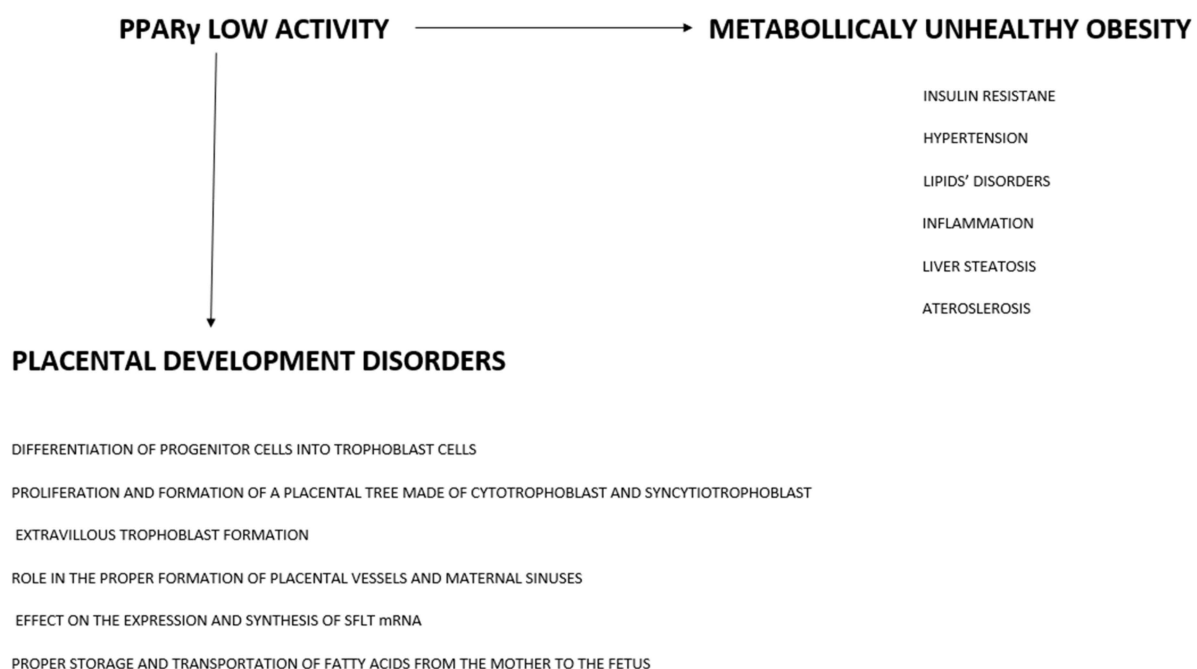 PPARγ LOW ACTIVITY
METABOLLICALY UNHEALTHY OBESITY
INSULIN RESISTANE
HYPERTENSION
LIPIDS’ DISORDERS
INFLAMMATION
LIVER STEATOSIS
ATEROSLEROSIS
PLACENTAL DEVELOPMENT DISORDERS
DIFFERENTIATION OF PROGENITOR CELLS INTO TROPHOBLAST CELLS
PROLIFERATION AND FORMATION OF A PLACENTAL TREE MADE OF CYTOTROPHOBLAST AND SYNCYTIOTROPHOBLAST
EXTRAVILLOUS TROPHOBLAST FORMATION
ROLE IN THE PROPER FORMATION OF PLACENTAL VESSELS AND MATERNAL SINUSES
EFFECT ON THE EXPRESSION AND SYNTHESIS OF SFLT mRNA
PROPER STORAGE AND TRANSPORTATION OF FATTY ACIDS FROM THE MOTHER TO THE FETUS